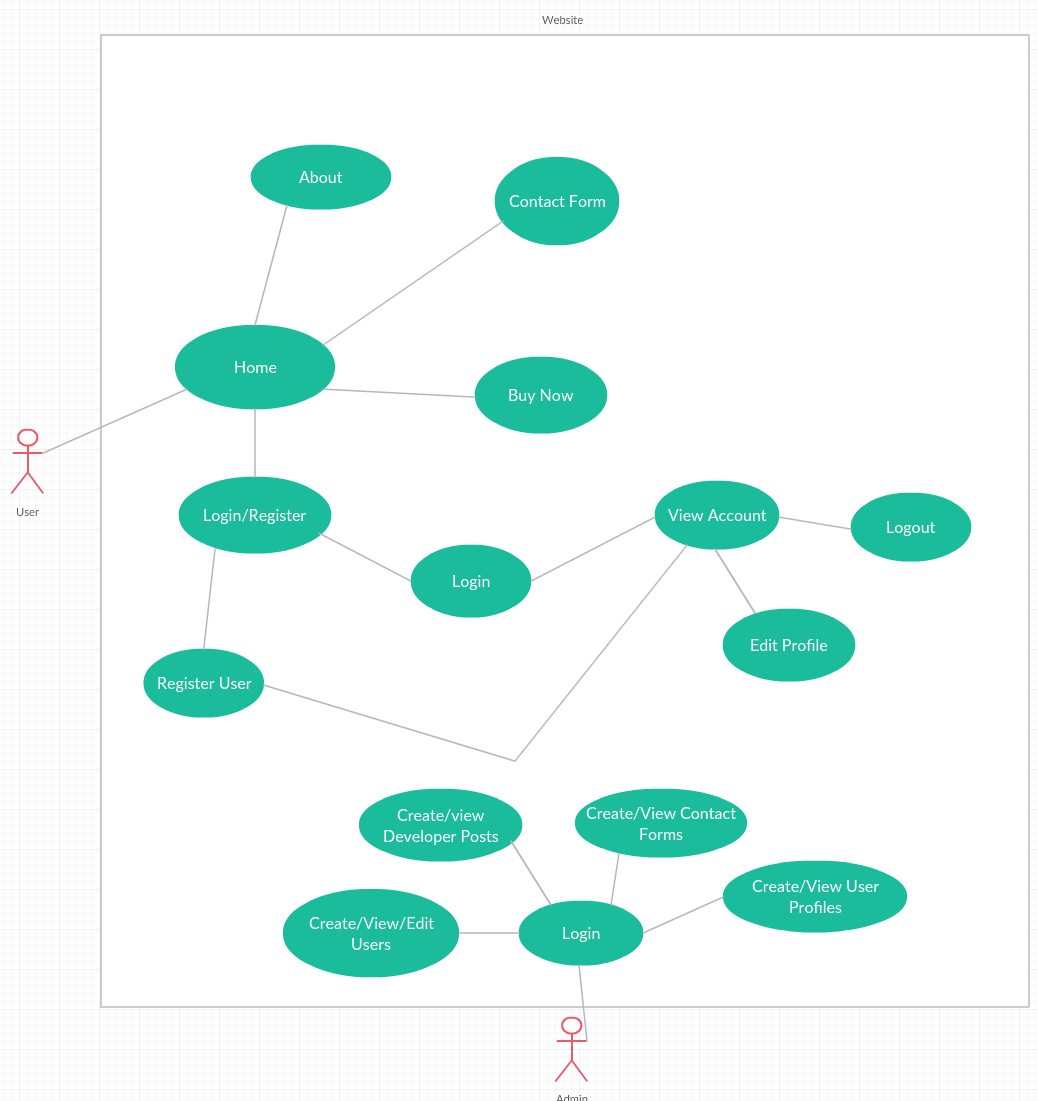 Website
About
Contact Form
Home
Buy Now
User
Login/Register
View Account
Logout
Login
Edit Profile
Register User
Create/view
Developer Posts
Create/View Contact
Forms
Create/View User
Profiles
Create/View/Edit
Users
Login
Admin